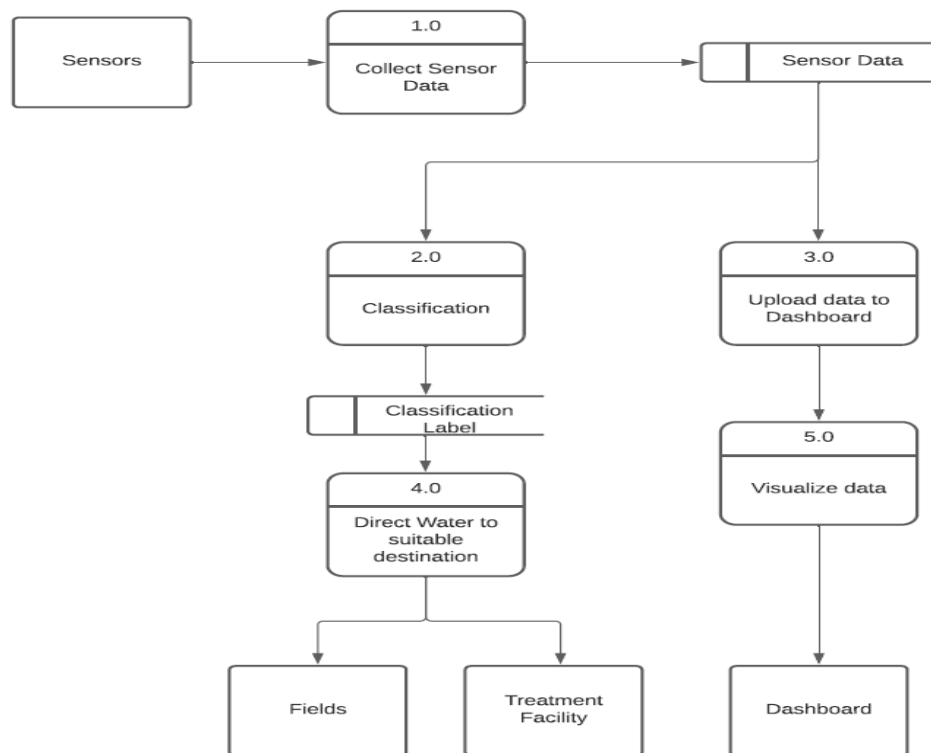 Sensors
1.0
Collect Sensor
Data
Sensor Data
2.0
Classification
3.0
Upload data to
Dashboard
Classification
Label
5.0
Visualize data
4.0
Direct Water to
suitable
destination
Fields
Treatment
Facility
Dashboard